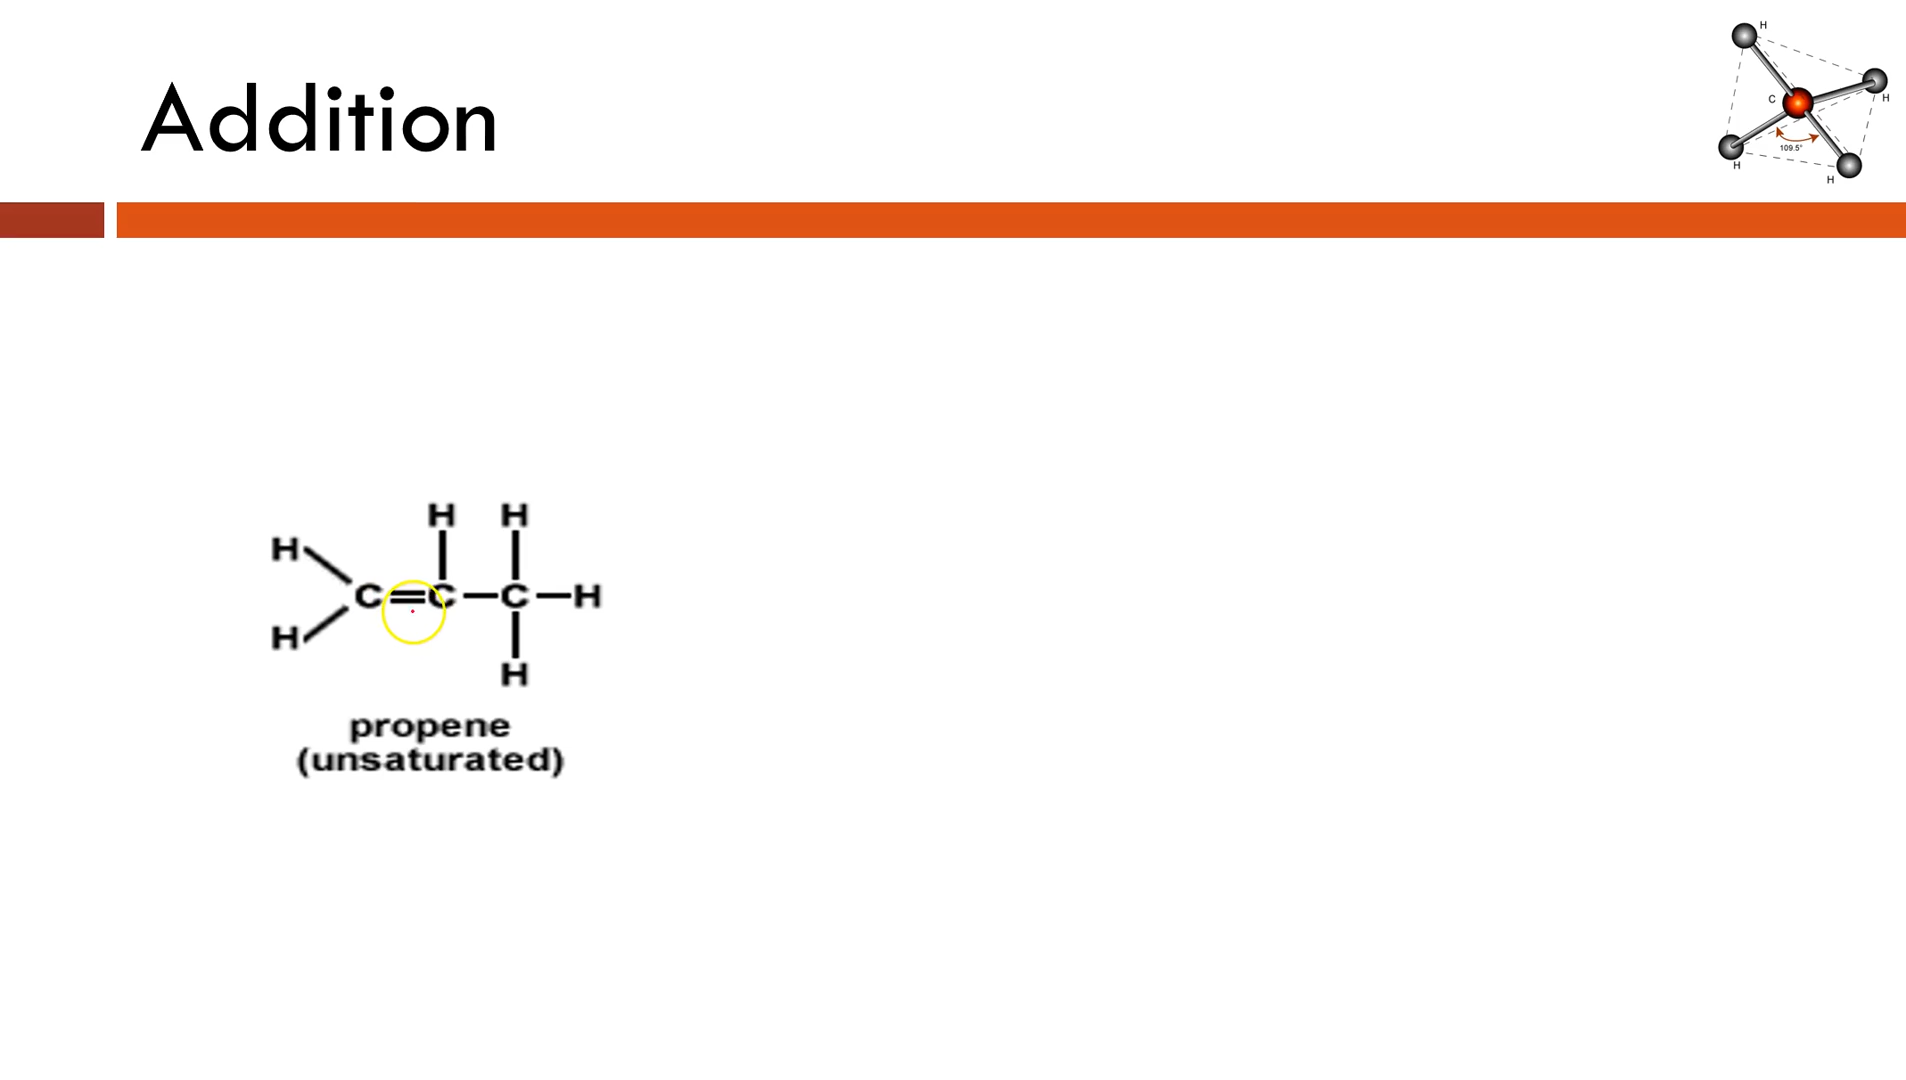 Addition
H
C
H
109.5°
H
H
H H
H
C=C—C—H
H
H
propene
(unsaturated)